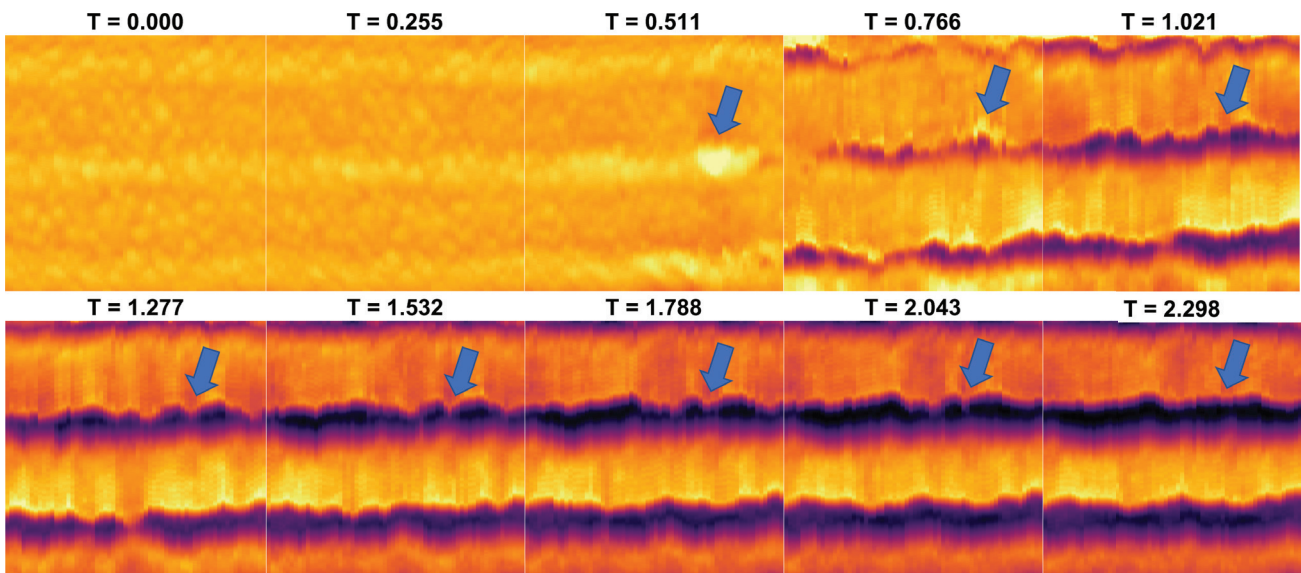 T = 0.000 T = 0.255 T = 0.511 T = 0.766 T = 1.021
T = 1.277 T = 1.532 T = 1.788 T = 2.043 T = 2.298